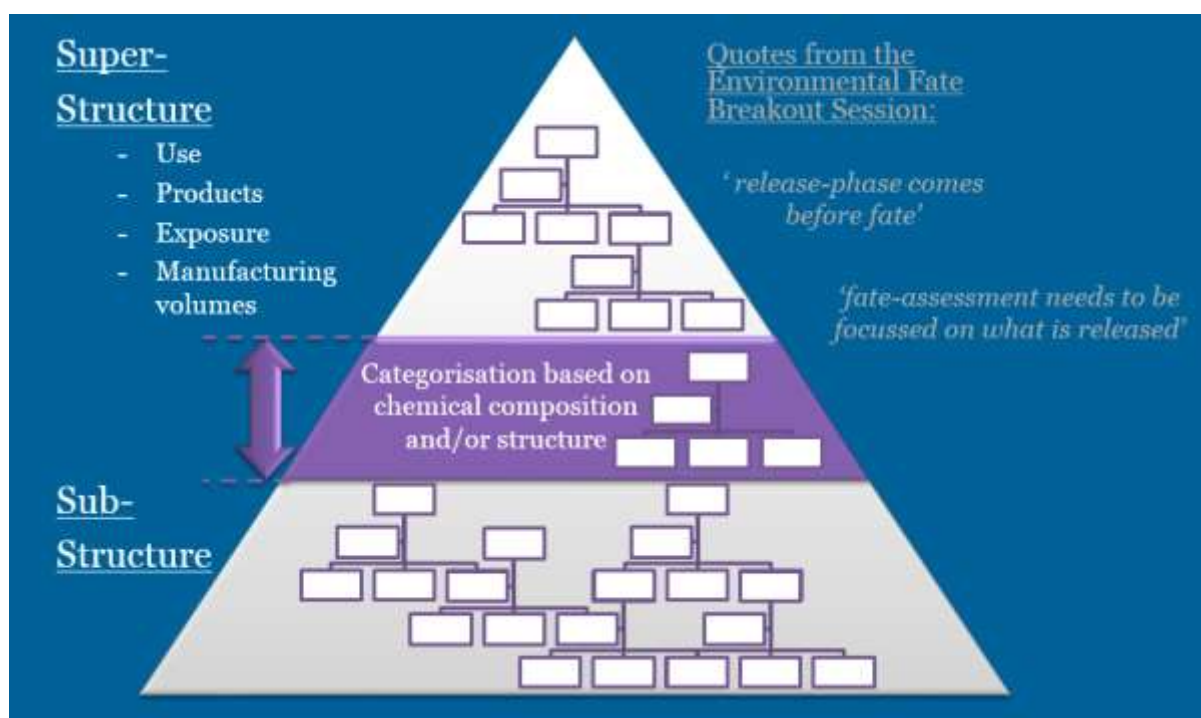 Super-
Structure
- Use
- Products
- Exposure
- Manufacturing
volumes
Quotes from the
Environmental Fate
Breakout Session:
‘ release-phase comes
before fate’
‘fate-assessment needs to be
focussed on what is released’
Categorisation based on
chemical composition
and/or structure
Sub-
Structure